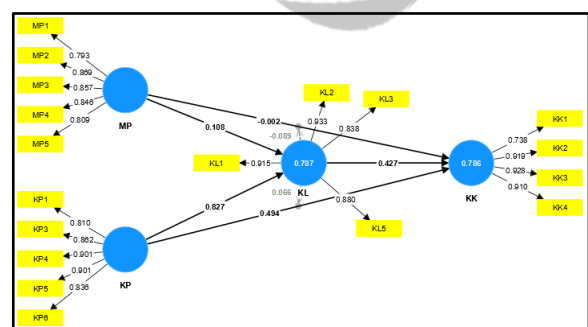 MP1
MP2
MP3
MP4
MP5
0.793
0.869
0.857
0.846
0.809
MP
0.108
-0.002
-0.089
KL2
KL3
0.933
0.838
KL1
0.915
0.787
KL
0.427
0.066
0.880
KL5
0.827
0.494
0.786
KK
0.738
0.919
0.928
0.910
KK1
KK2
KK3
KK4
KP1
KP3
KP4
KP5
KP6
0.810
0.862
0.901
0.901
0.836
KP